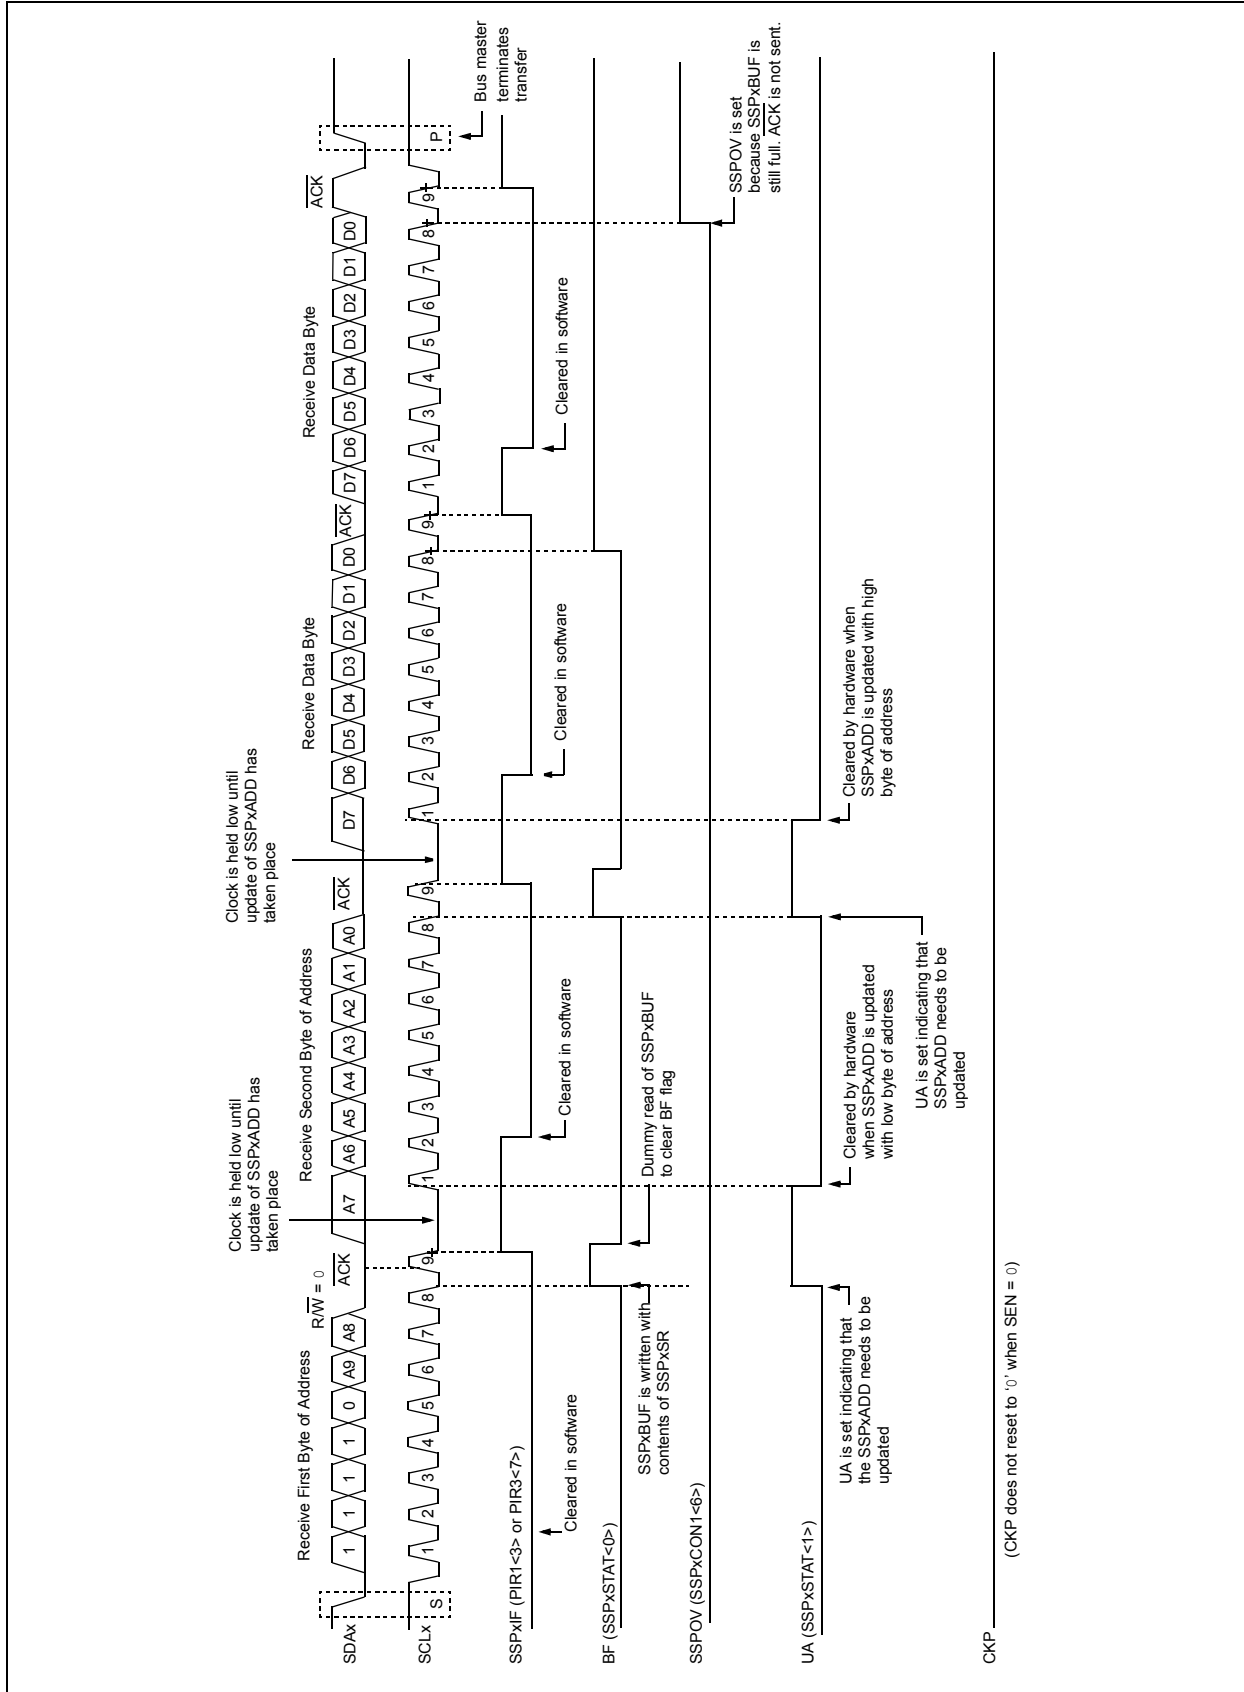 Receive First Byte of Address
R/W = 0
ACK
Clock is held low until
update of SSPxADD has
taken place
Receive Second Byte of Address
ACK
Clock is held low until
update of SSPxADD has
taken place
Receive Data Byte
ACK
Receive Data Byte
ACK
SDAx
1 1 1 1 0 A9 A8
A7 A6 A5 A4 A3 A2 A1 A0
D7 D6 D5 D4 D3 D2 D1 D0
D7 D6 D5 D4 D3 D2 D1 D0
SCLx
S
1 2 3 4 5 6 7 8 9
1 2 3 4 5 6 7 8 9
1 2 3 4 5 6 7 8 9
1 2 3 4 5 6 7 8 9
P
Bus master
terminates
transfer
SSPxIF (PIR1<3> or PIR3<7>)
Cleared in software
Cleared in software
Cleared in software
Cleared in software
BF (SSPxSTAT<0>)
SSPxBUF is written with
contents of SSPxSR
Dummy read of SSPxBUF
to clear BF flag
SSPOV (SSPxCON1<6>)
SSPOV is set
because SSPxBUF is
still full. ACK is not sent.
UA (SSPxSTAT<1>)
UA is set indicating that
the SSPxADD needs to be
updated
Cleared by hardware
when SSPxADD is updated
with low byte of address
UA is set indicating that
SSPxADD needs to be
updated
Cleared by hardware when
SSPxADD is updated with high
byte of address
CKP
(CKP does not reset to ‘0’ when SEN = 0)